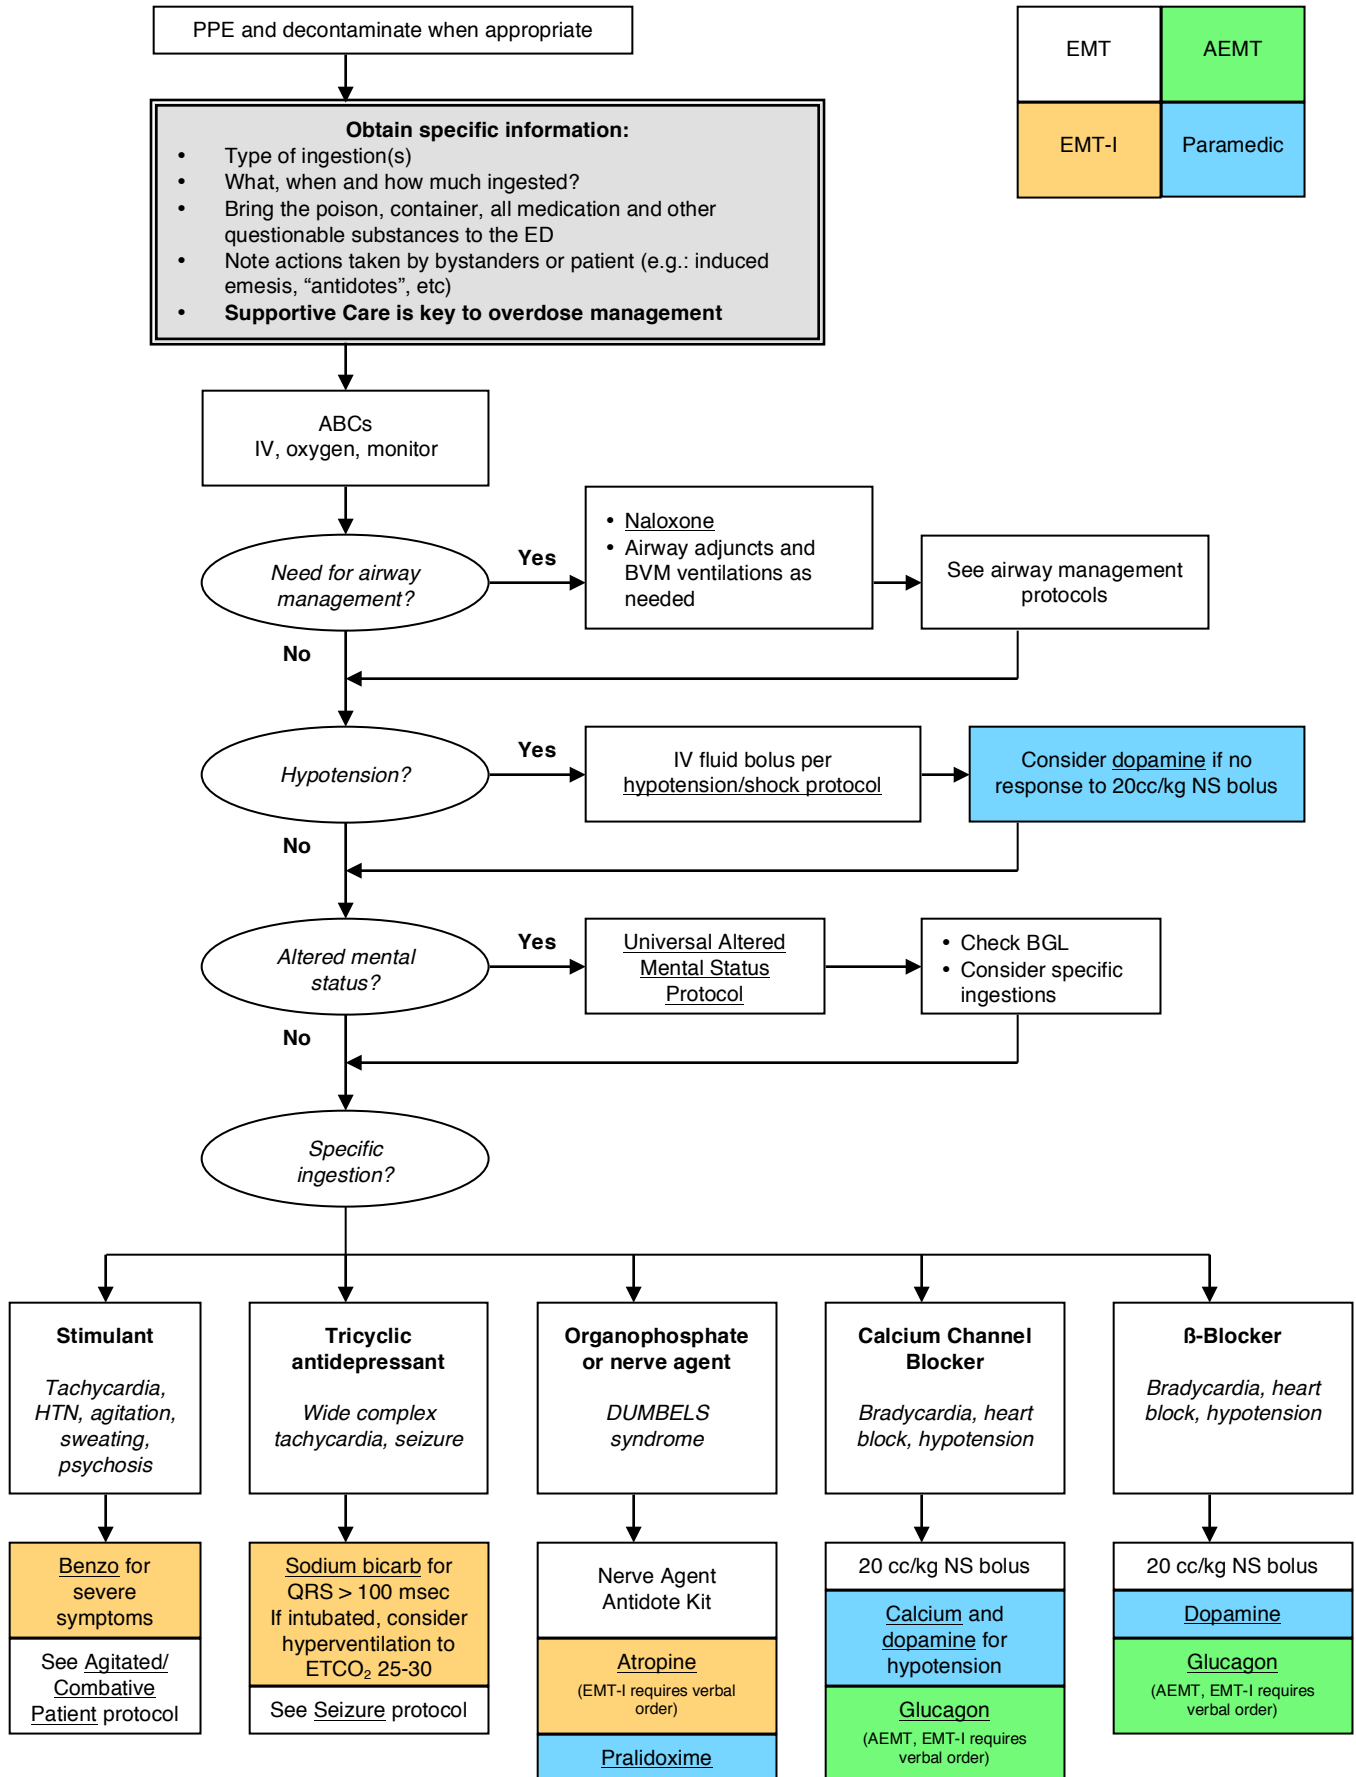 PPE and decontaminate when appropriate
EMT
AEMT
EMT-I
Paramedic
Obtain specific information:
• Type of ingestion(s)
• What, when and how much ingested?
• Bring the poison, container, all medication and other
questionable substances to the ED
• Note actions taken by bystanders or patient (e.g.: induced
emesis, “antidotes”, etc)
• Supportive Care is key to overdose management
ABCs
IV, oxygen, monitor
Need for airway
management?
Yes
• Naloxone
• Airway adjuncts and
BVM ventilations as
needed
See airway management
protocols
No
Hypotension?
Yes
IV fluid bolus per
hypotension/shock protocol
Consider dopamine if no
response to 20cc/kg NS bolus
No
Altered mental
status?
Yes
Universal Altered
Mental Status
Protocol
• Check BGL
• Consider specific
ingestions
No
Specific
ingestion?
Stimulant
Tachycardia,
HTN, agitation,
sweating,
psychosis
Benzo for
severe
symptoms
See Agitated/
Combative
Patient protocol
Tricyclic
antidepressant
Wide complex
tachycardia, seizure
Sodium bicarb for
QRS > 100 msec
If intubated, consider
hyperventilation to
ETCO₂ 25-30
See Seizure protocol
Organophosphate
or nerve agent
DUMBELS
syndrome
Nerve Agent
Antidote Kit
Atropine
(EMT-I requires verbal
order)
Pralidoxime
Calcium Channel
Blocker
Bradycardia, heart
block, hypotension
20 cc/kg NS bolus
Calcium and
dopamine for
hypotension
Glucagon
(AEMT, EMT-I requires
verbal order)
ß-Blocker
Bradycardia, heart
block, hypotension
20 cc/kg NS bolus
Dopamine
Glucagon
(AEMT, EMT-I requires
verbal order)